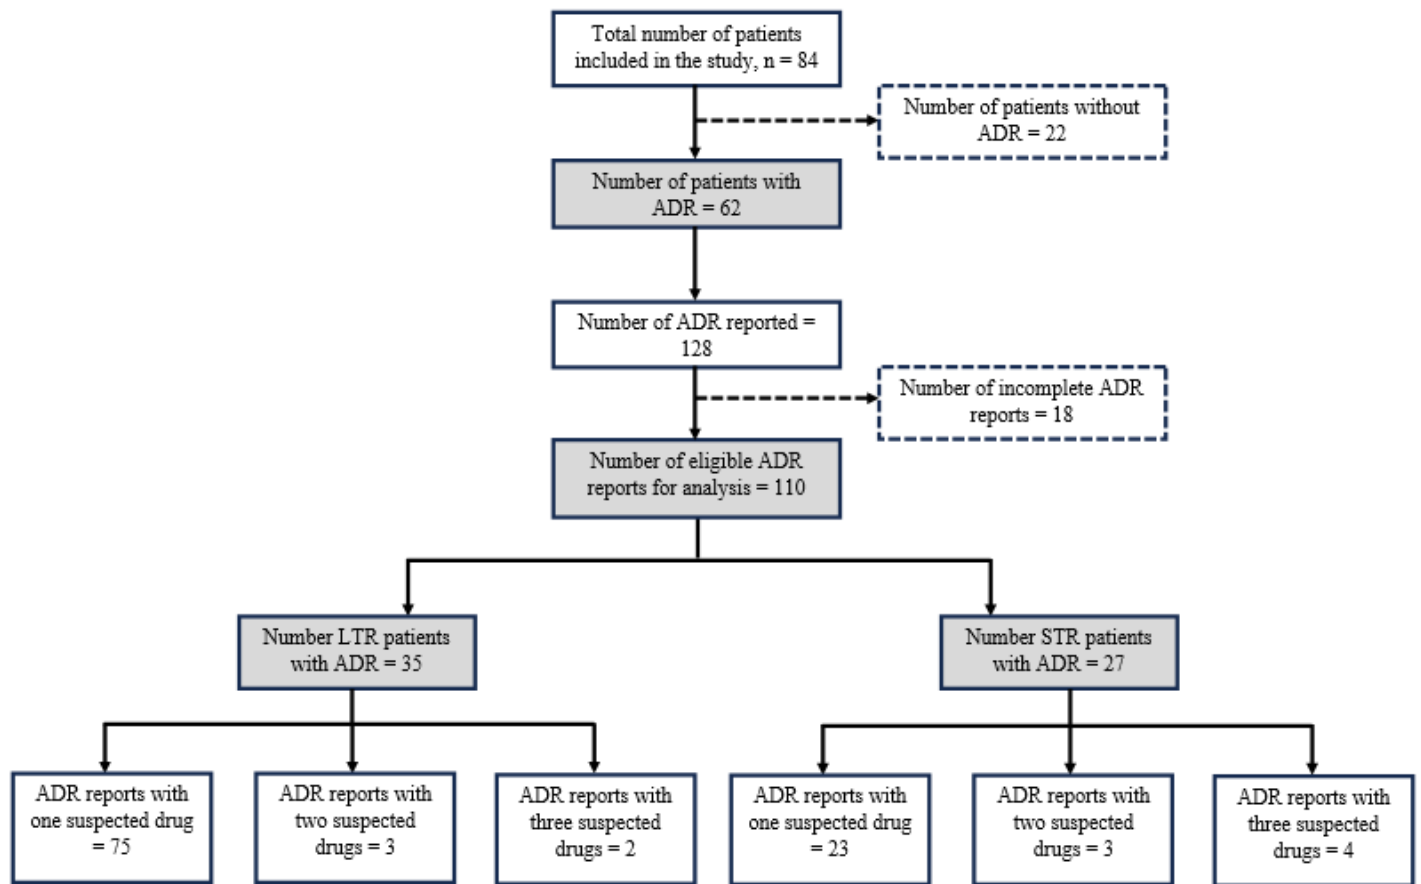 Total number of patients
included in the study, n = 84
Number of patients without
ADR = 22
Number of patients with
ADR = 62
Number of ADR reported =
128
Number of incomplete ADR
reports = 18
Number of eligible ADR
reports for analysis = 110
Number LTR patients
with ADR = 35
Number STR patients
with ADR = 27
ADR reports with
one suspected drug
= 75
ADR reports with
two suspected
drugs = 3
ADR reports with
three suspected
drugs = 2
ADR reports with
one suspected drug
= 23
ADR reports with
two suspected
drugs = 3
ADR reports with
three suspected
drugs = 4